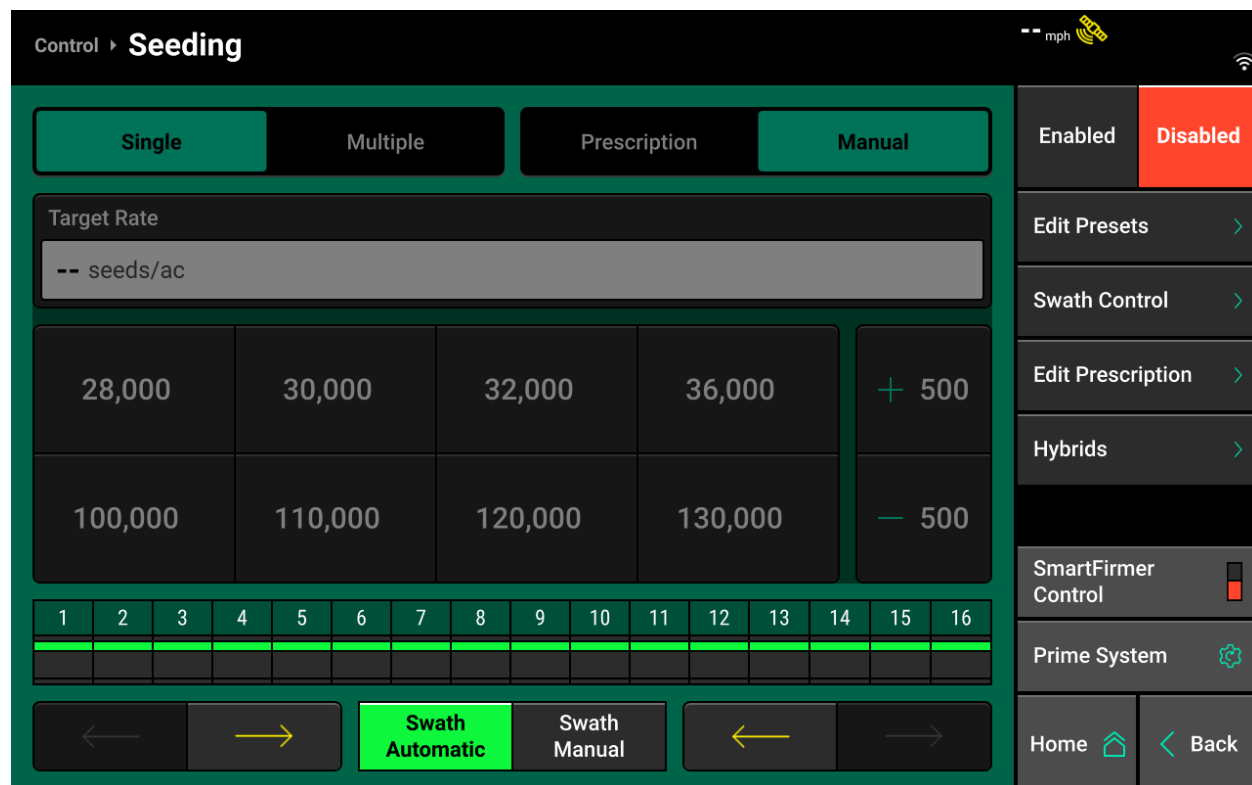 Control › Seeding
-- mph
Single
Multiple
Prescription
Manual
Enabled
Disabled
Target Rate
-- seeds/ac
Edit Presets
Swath Control
Edit Prescription
Hybrids
28,000
30,000
32,000
36,000
+ 500
100,000
110,000
120,000
130,000
− 500
SmartFirmer
Control
1 2 3 4 5 6 7 8 9 10 11 12 13 14 15 16
Prime System
Swath
Automatic
Swath
Manual
Home
Back